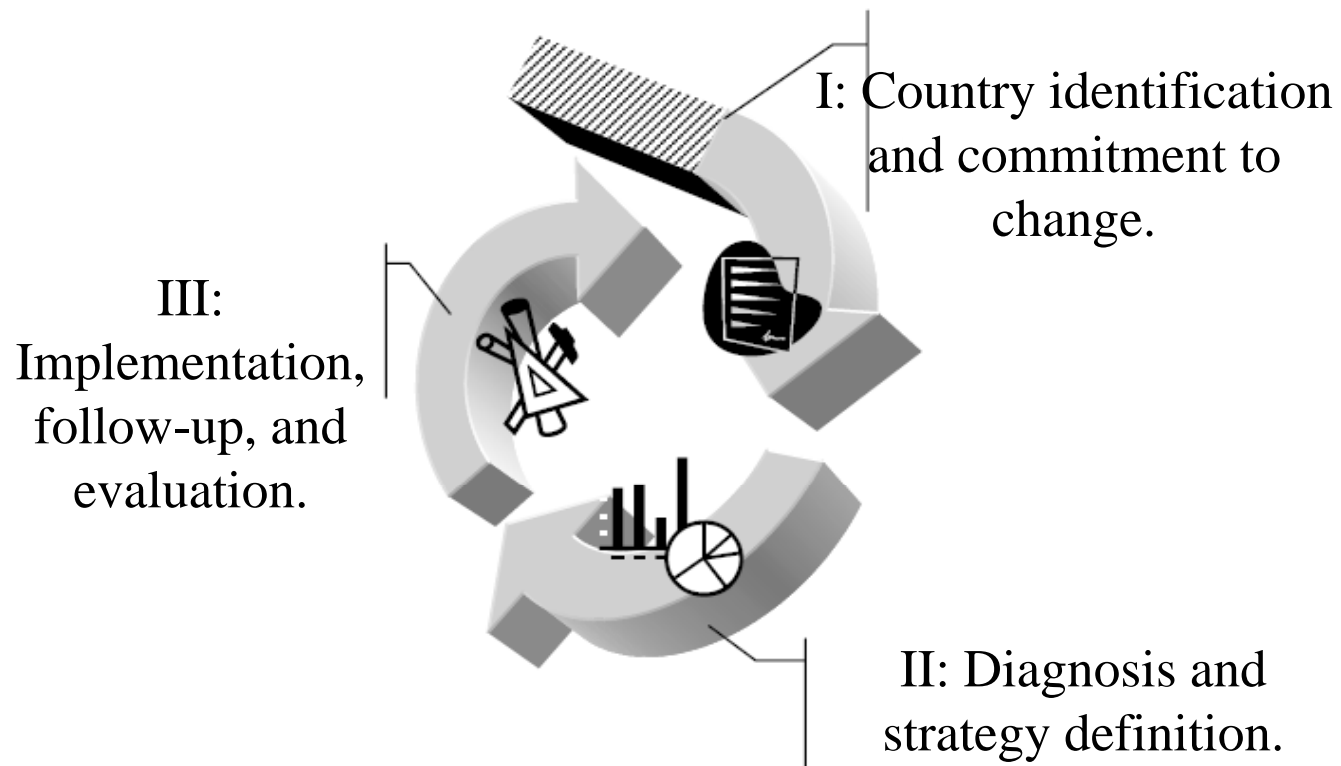 I: Country identification
and commitment to
change.
III:
Implementation,
follow-up, and
evaluation.
II: Diagnosis and
strategy definition.